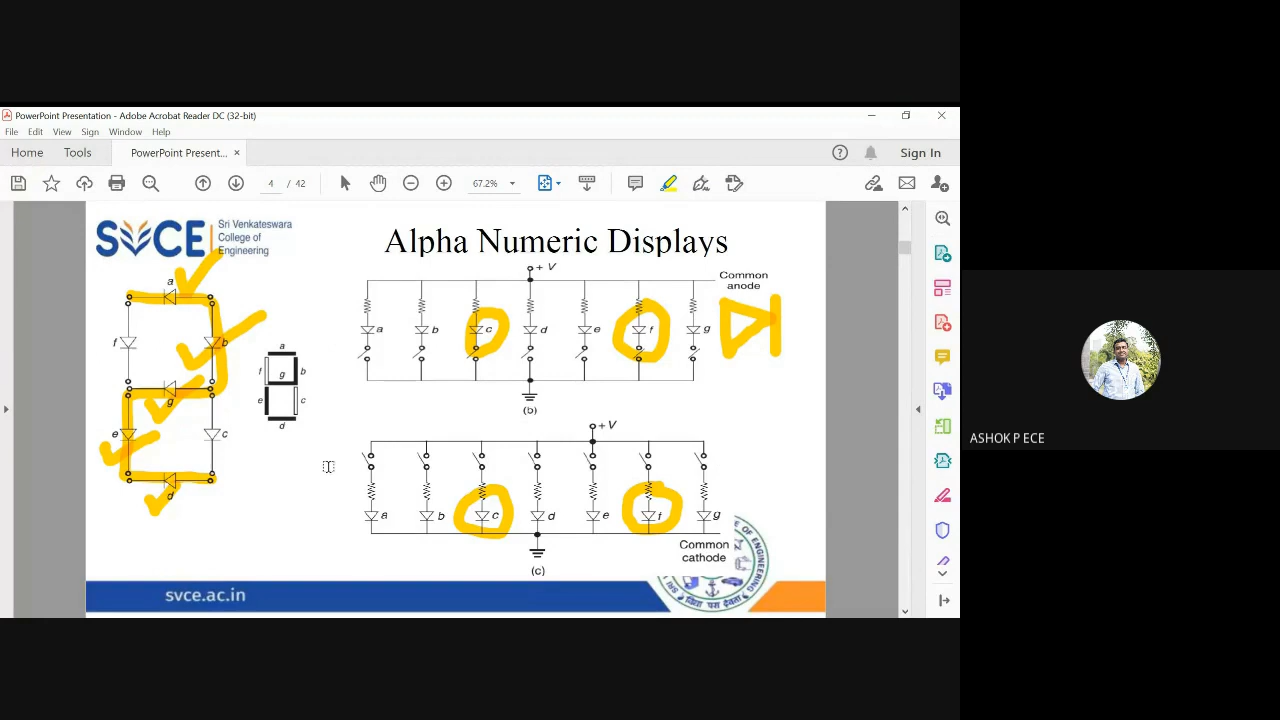 PowerPoint Presentation - Adobe Acrobat Reader DC (32-bit)
File Edit View Sign Window Help
Home Tools PowerPoint Present... × Sign In
4 / 42 67.2%
SVCE Sri Venkateswara
College of
Engineering
Alpha Numeric Displays
+ V
Common
anode
a
f b
g
e c
d
a
f b
g
e c
d
a b c d e f g
(b)
+V
a b c d e f g
Common
cathode
(c)
svce.ac.in
ASHOK P ECE